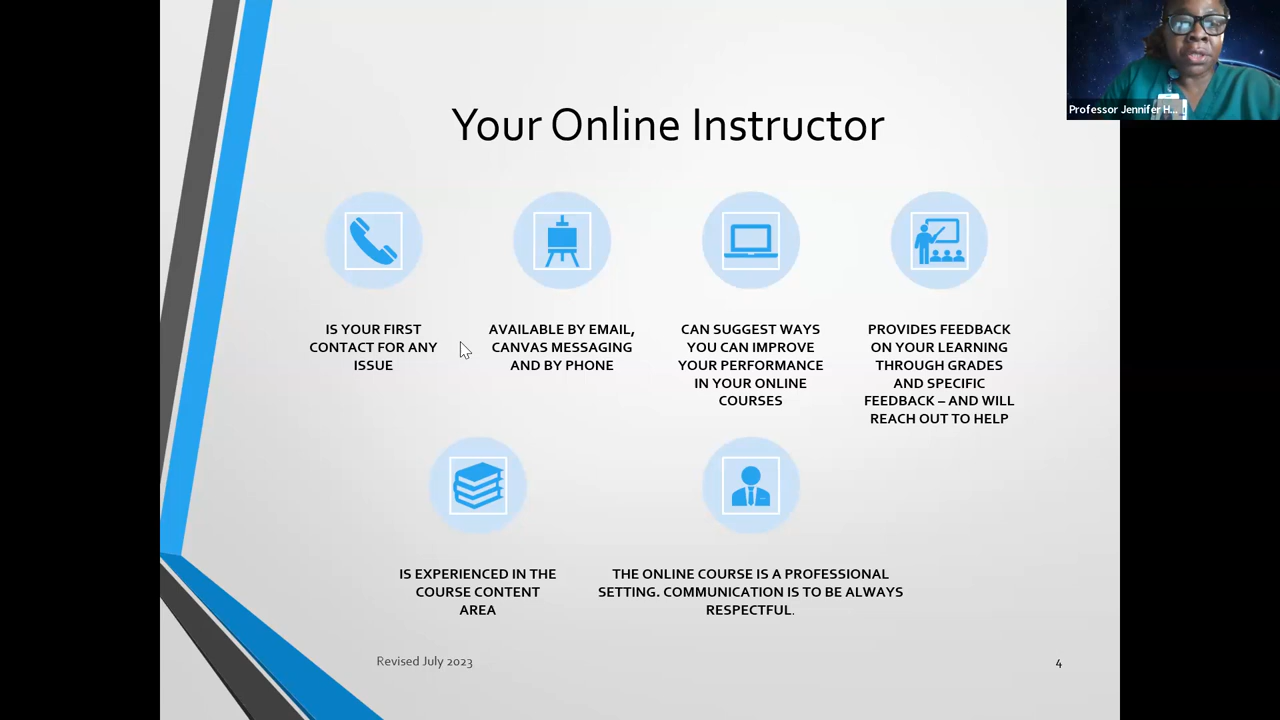 Professor Jennifer H...
Your Online Instructor
IS YOUR FIRST
CONTACT FOR ANY
ISSUE
AVAILABLE BY EMAIL,
CANVAS MESSAGING
AND BY PHONE
CAN SUGGEST WAYS
YOU CAN IMPROVE
YOUR PERFORMANCE
IN YOUR ONLINE
COURSES
PROVIDES FEEDBACK
ON YOUR LEARNING
THROUGH GRADES
AND SPECIFIC
FEEDBACK – AND WILL
REACH OUT TO HELP
IS EXPERIENCED IN THE
COURSE CONTENT
AREA
THE ONLINE COURSE IS A PROFESSIONAL
SETTING. COMMUNICATION IS TO BE ALWAYS
RESPECTFUL.
Revised July 2023
4